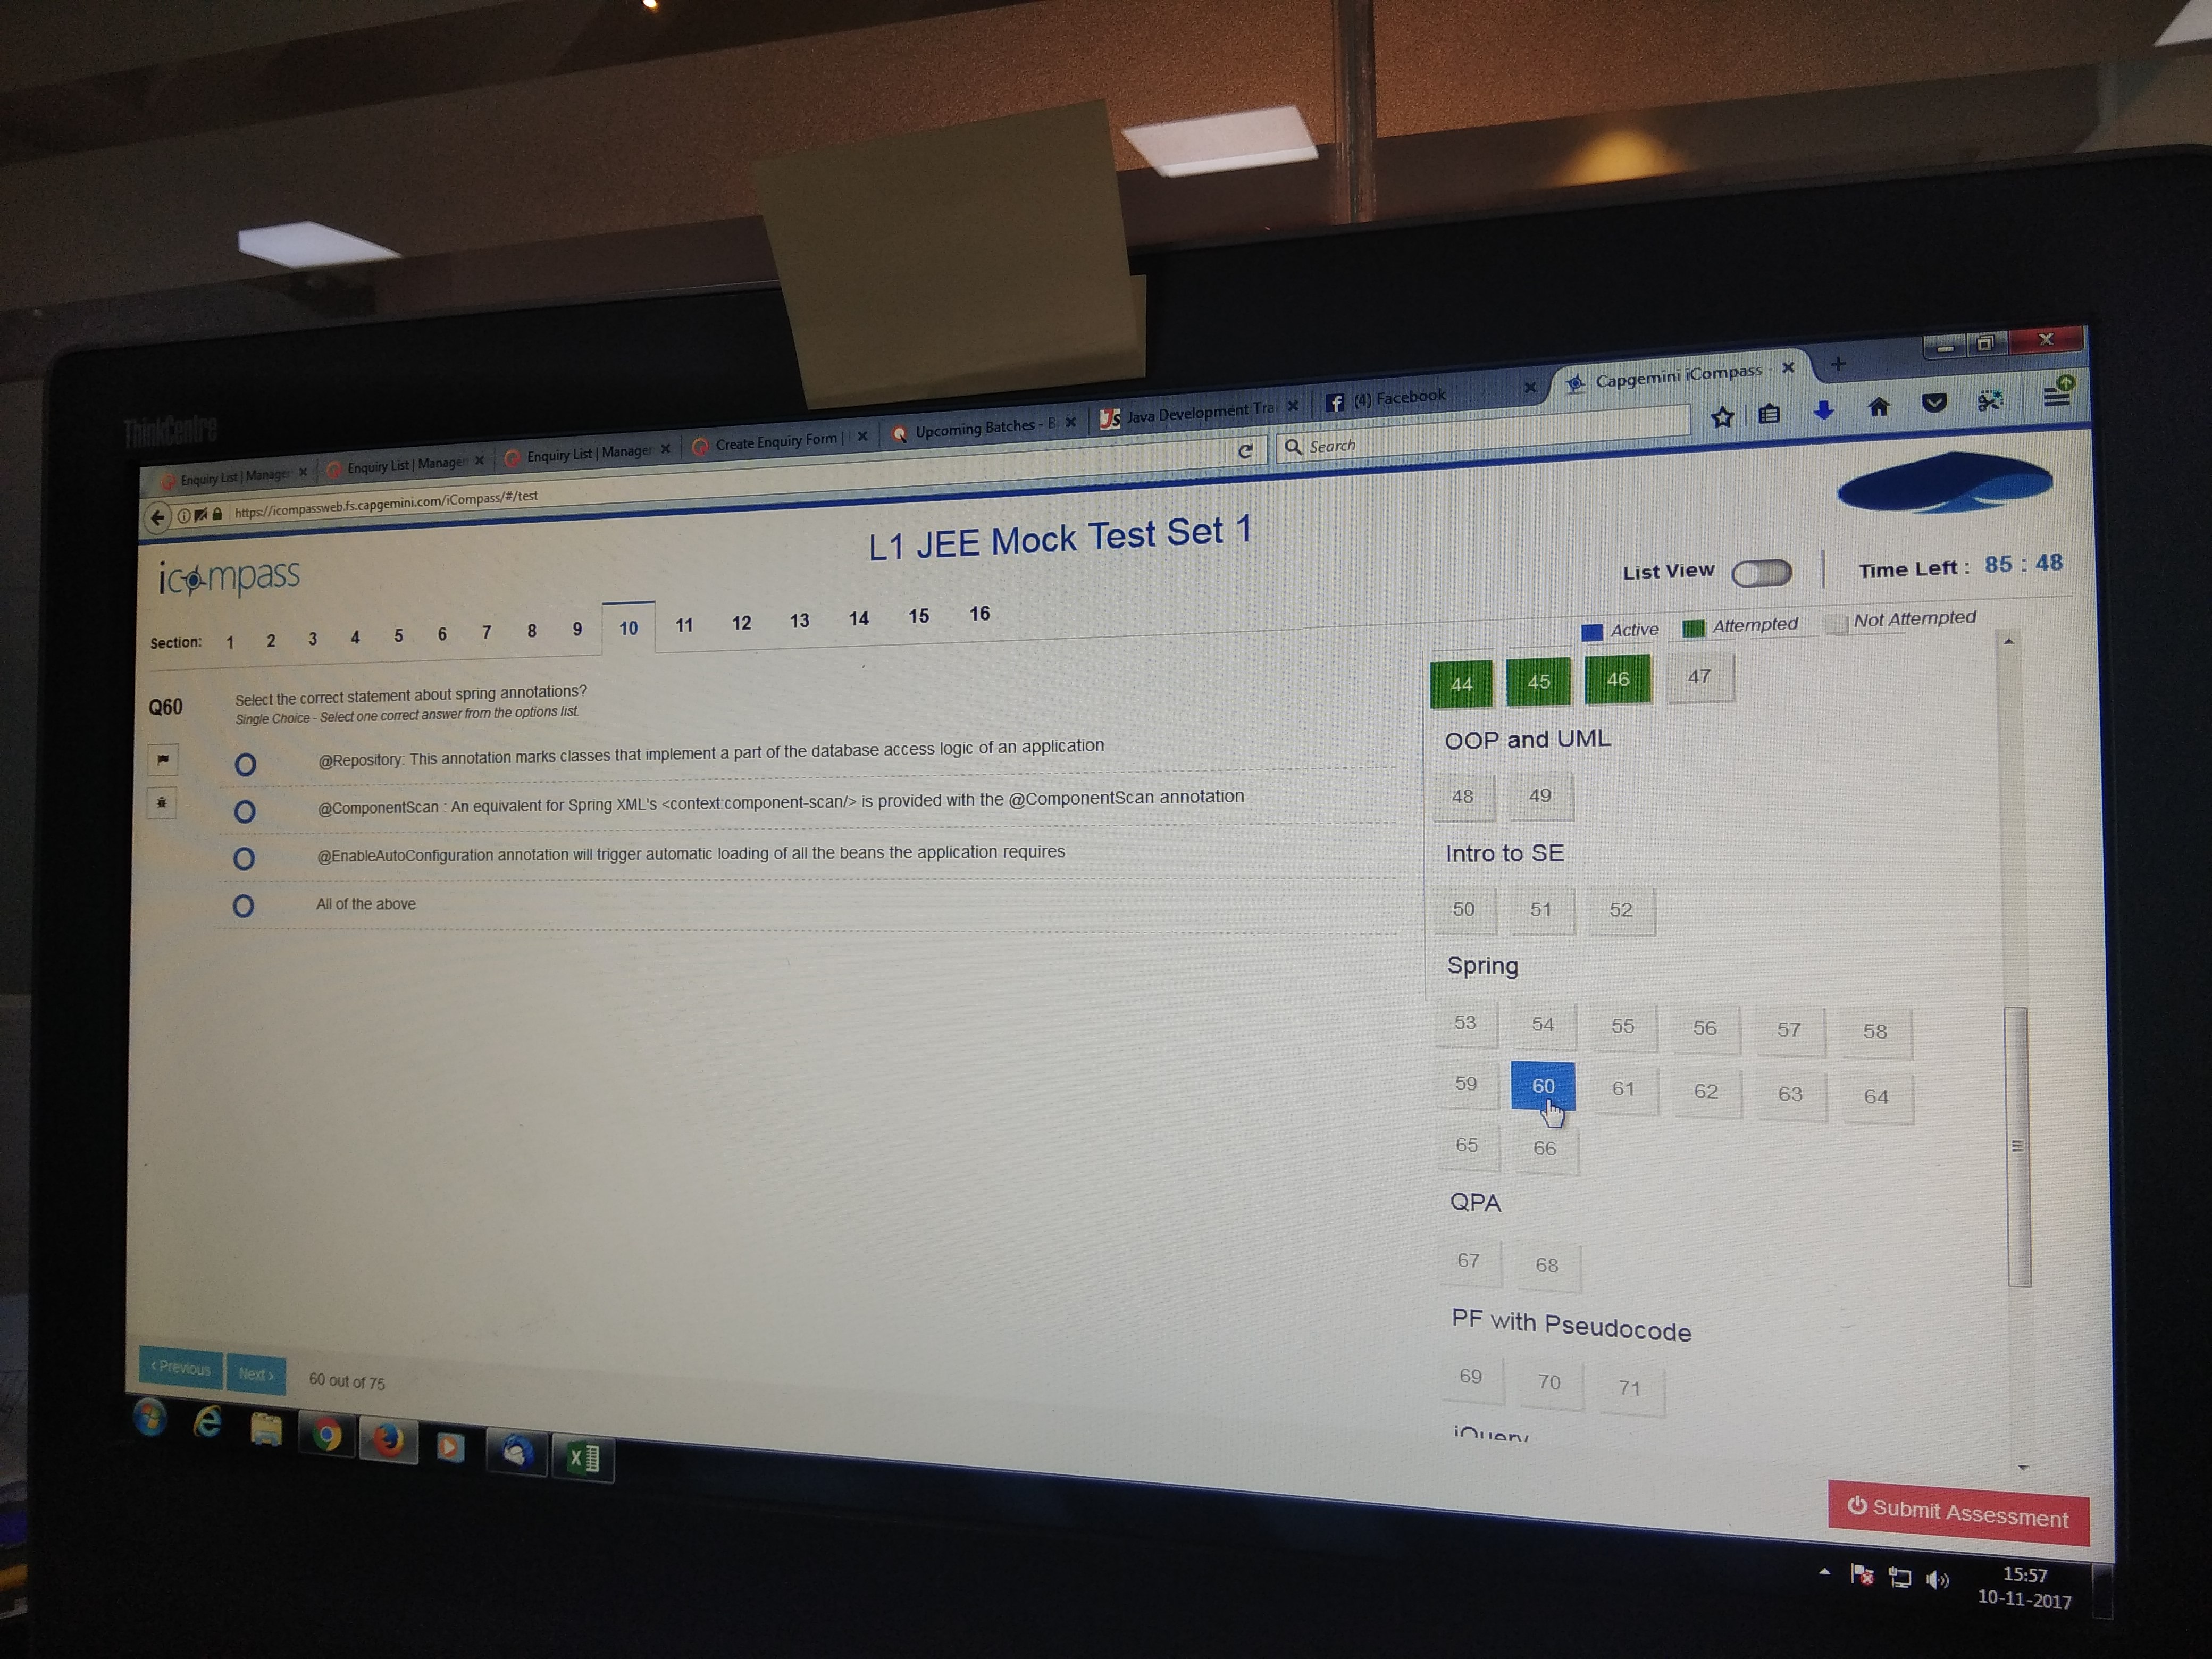 ThinkCentre
Enquiry List | Manager
Enquiry List | Manager
Enquiry List | Manager
Create Enquiry Form |
Upcoming Batches - B
Java Development Tra
(4) Facebook
Capgemini iCompass -
https://icompassweb.fs.capgemini.com/iCompass/#/test
Search
icompass
L1 JEE Mock Test Set 1
List View
Time Left : 85 : 48
Section: 1 2 3 4 5 6 7 8 9 10 11 12 13 14 15 16
Active Attempted Not Attempted
Q60
Select the correct statement about spring annotations?
Single Choice - Select one correct answer from the options list.
@Repository: This annotation marks classes that implement a part of the database access logic of an application
@ComponentScan : An equivalent for Spring XML's <context:component-scan/> is provided with the @ComponentScan annotation
@EnableAutoConfiguration annotation will trigger automatic loading of all the beans the application requires
All of the above
44 45 46 47
OOP and UML
48 49
Intro to SE
50 51 52
Spring
53 54 55 56 57 58
59 60 61 62 63 64
65 66
QPA
67 68
PF with Pseudocode
69 70 71
jQuery
‹ Previous
Next ›
60 out of 75
Submit Assessment
15:57
10-11-2017